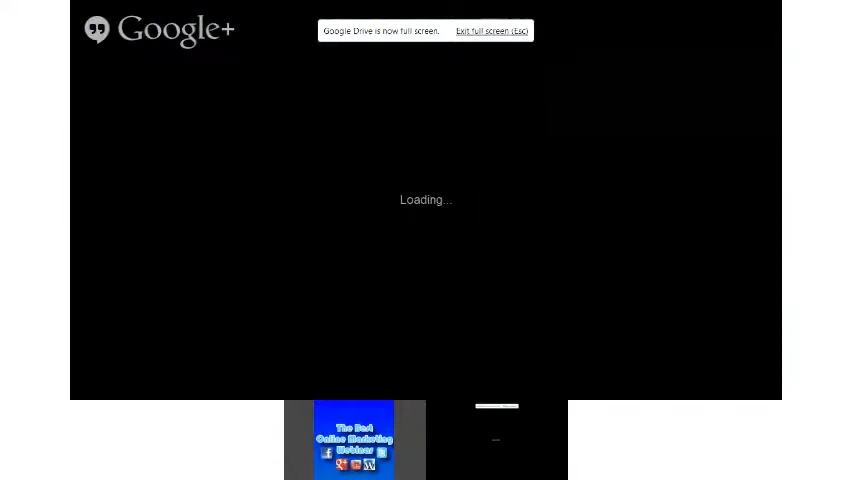 Google+
Google Drive is now full screen. Exit full screen (Esc)
Loading...
The Best
Online Marketing
Webinar